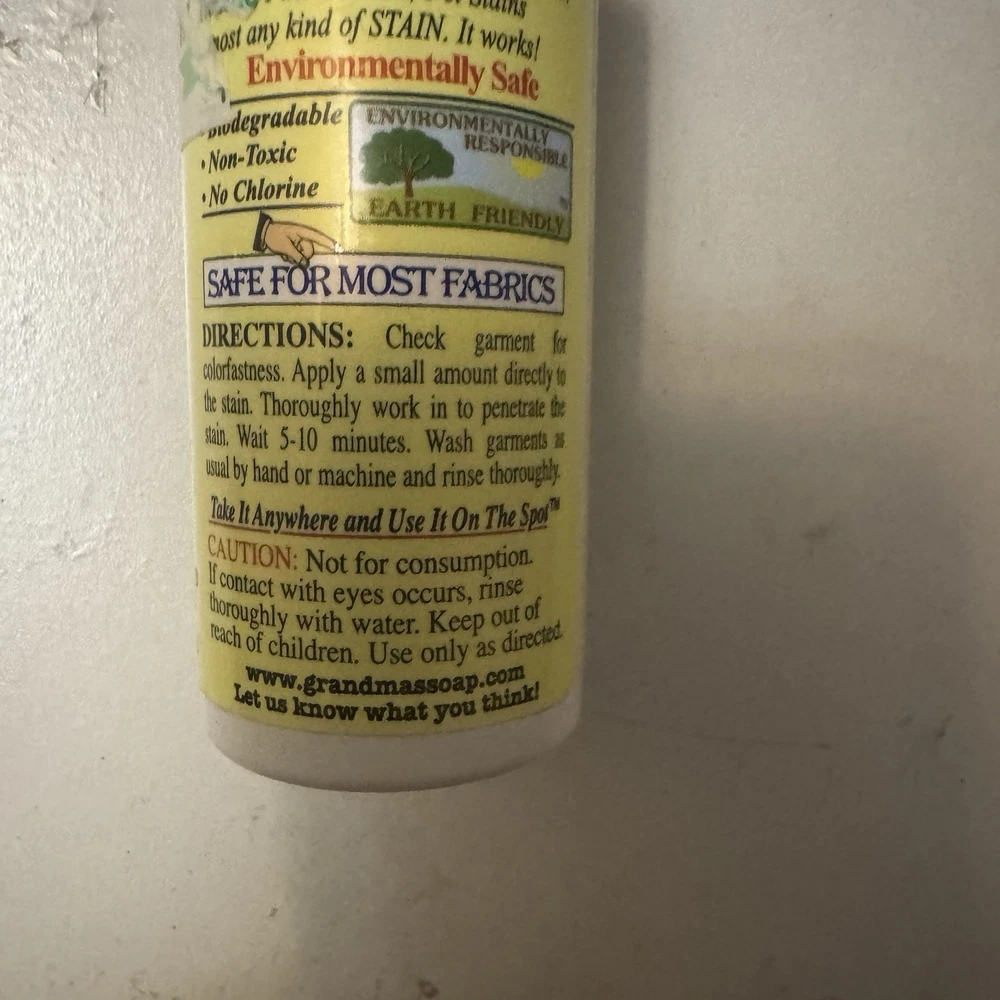 Stains
most any kind of STAIN. It works!
Environmentally Safe
Biodegradable
• Non-Toxic
• No Chlorine
ENVIRONMENTALLY
RESPONSIBLE
EARTH FRIENDLY
SAFE FOR MOST FABRICS
DIRECTIONS: Check garment for
colorfastness. Apply a small amount directly to
the stain. Thoroughly work in to penetrate the
stain. Wait 5-10 minutes. Wash garments as
usual by hand or machine and rinse thoroughly.
Take It Anywhere and Use It On The Spot™
CAUTION: Not for consumption.
If contact with eyes occurs, rinse
thoroughly with water. Keep out of
reach of children. Use only as directed.
www.grandmassoap.com
Let us know what you think!